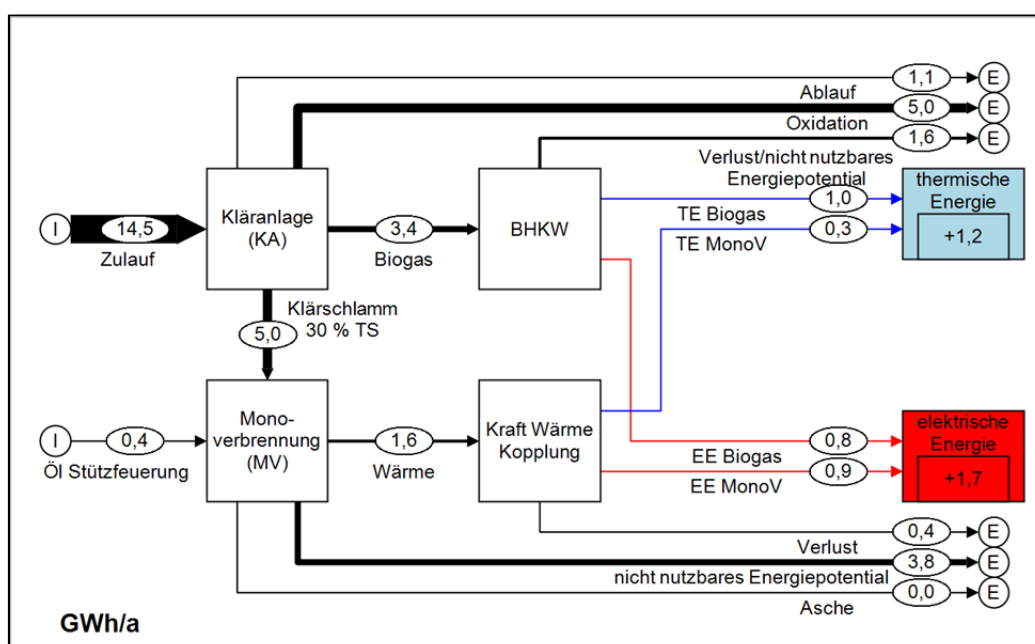 1,1
E
Ablauf
5,0
E
Oxidation
1,6
E
Verlust/nicht nutzbares
Energiepotential
I
14,5
Zulauf
Kläranlage
(KA)
3,4
Biogas
BHKW
1,0
TE Biogas
0,3
TE MonoV
thermische
Energie
+1,2
Klärschlamm
30 % TS
5,0
I
0,4
Öl Stützfeuerung
Mono-
verbrennung
(MV)
1,6
Wärme
Kraft Wärme
Kopplung
0,8
EE Biogas
0,9
EE MonoV
elektrische
Energie
+1,7
0,4
E
Verlust
3,8
E
nicht nutzbares Energiepotential
0,0
E
Asche
GWh/a